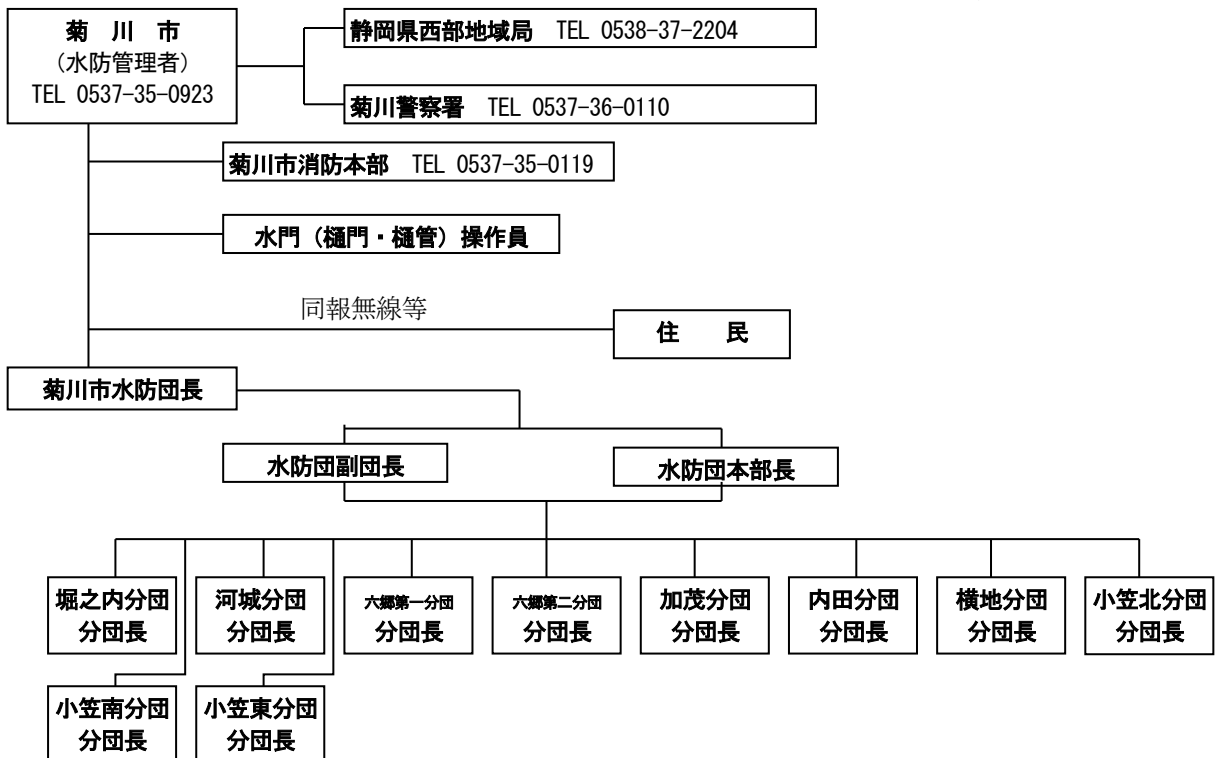 菊 川 市
（水防管理者）
TEL 0537-35-0923
静岡県西部地域局 TEL 0538-37-2204
菊川警察署 TEL 0537-36-0110
菊川市消防本部 TEL 0537-35-0119
水門（樋門・樋管）操作員
同報無線等
住 民
菊川市水防団長
水防団副団長
水防団本部長
堀之内分団
分団長
河城分団
分団長
六郷第一分団
分団長
六郷第二分団
分団長
加茂分団
分団長
内田分団
分団長
横地分団
分団長
小笠北分団
分団長
小笠南分団
分団長
小笠東分団
分団長